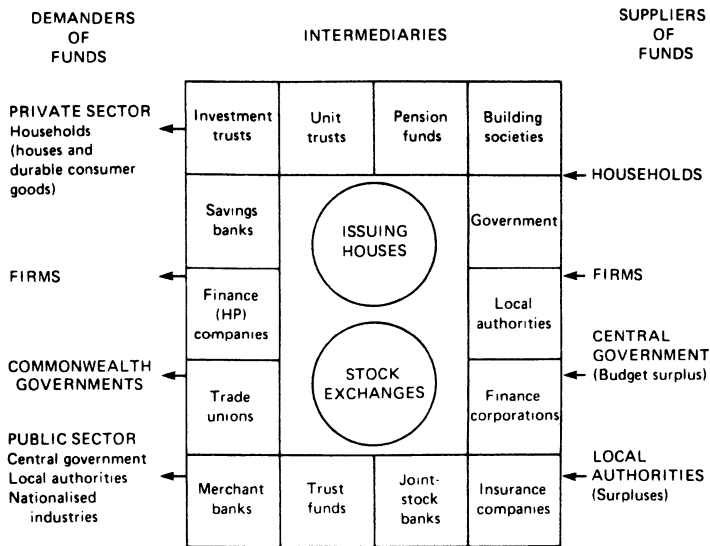 DEMANDERS
OF
FUNDS
INTERMEDIARIES
SUPPLIERS
OF
FUNDS
PRIVATE SECTOR
Households
(houses and
durable consumer
goods)
FIRMS
COMMONWEALTH
GOVERNMENTS
PUBLIC SECTOR
Central government
Local authorities
Nationalised
industries
Investment
trusts
Unit
trusts
Pension
funds
Building
societies
Savings
banks
Finance
(HP)
companies
Trade
unions
ISSUING
HOUSES
STOCK
EXCHANGES
Government
Local
authorities
Finance
corporations
Merchant
banks
Trust
funds
Joint-
stock
banks
Insurance
companies
HOUSEHOLDS
FIRMS
CENTRAL
GOVERNMENT
(Budget surplus)
LOCAL
AUTHORITIES
(Surpluses)